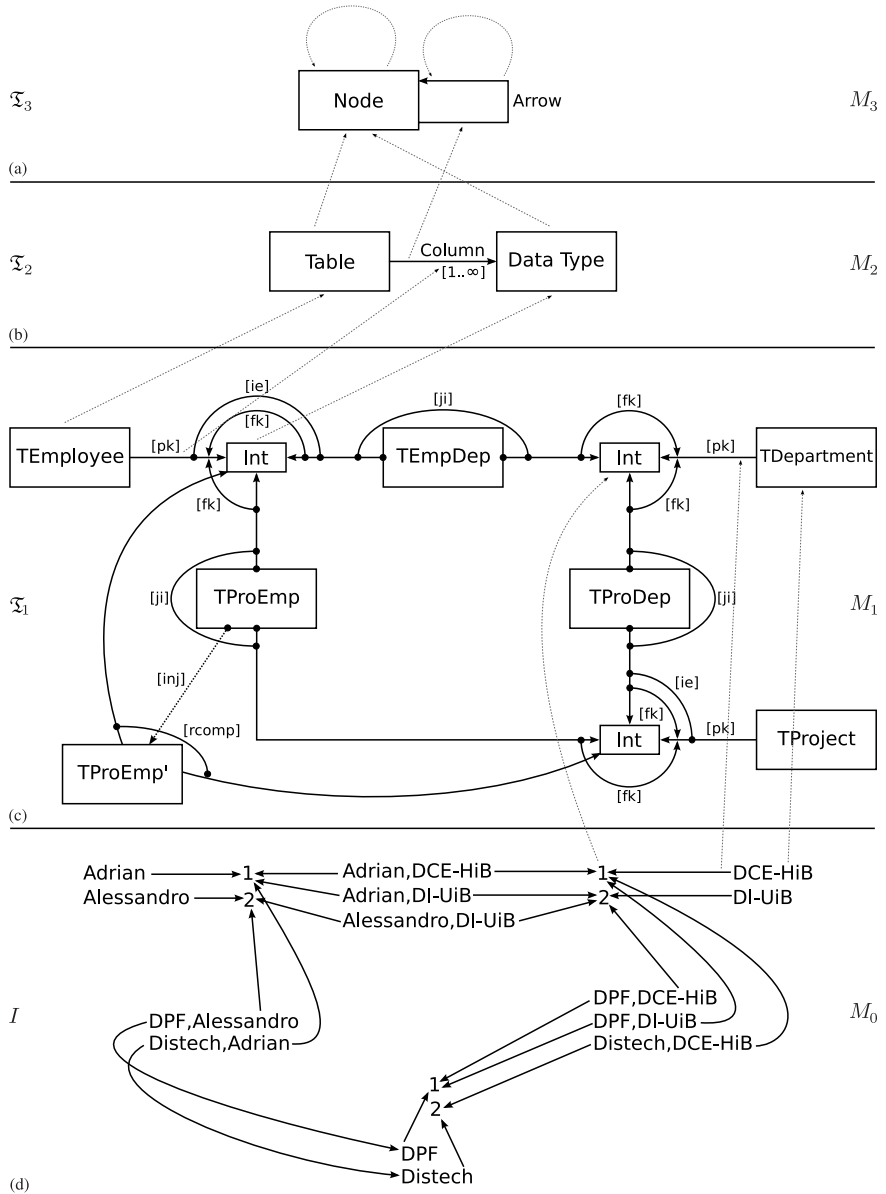 𝔗3
Node
Arrow
M3
(a)
𝔗2
Table
Column
[1..∞]
Data Type
M2
(b)
[ie]
[ji]
[fk]
[fk]
TEmployee
[pk]
Int
TEmpDep
Int
[pk]
TDepartment
[fk]
[fk]
𝔗1
[ji]
TProEmp
TProDep
[ji]
M1
[inj]
[ie]
[rcomp]
[fk]
[pk]
TProEmp'
Int
TProject
[fk]
(c)
Adrian
1
Adrian,DCE-HiB
1
DCE-HiB
Alessandro
2
Adrian,DI-UiB
2
DI-UiB
Alessandro,DI-UiB
DPF,DCE-HiB
I
DPF,Alessandro
DPF,DI-UiB
M0
Distech,Adrian
Distech,DCE-HiB
1
2
DPF
Distech
(d)